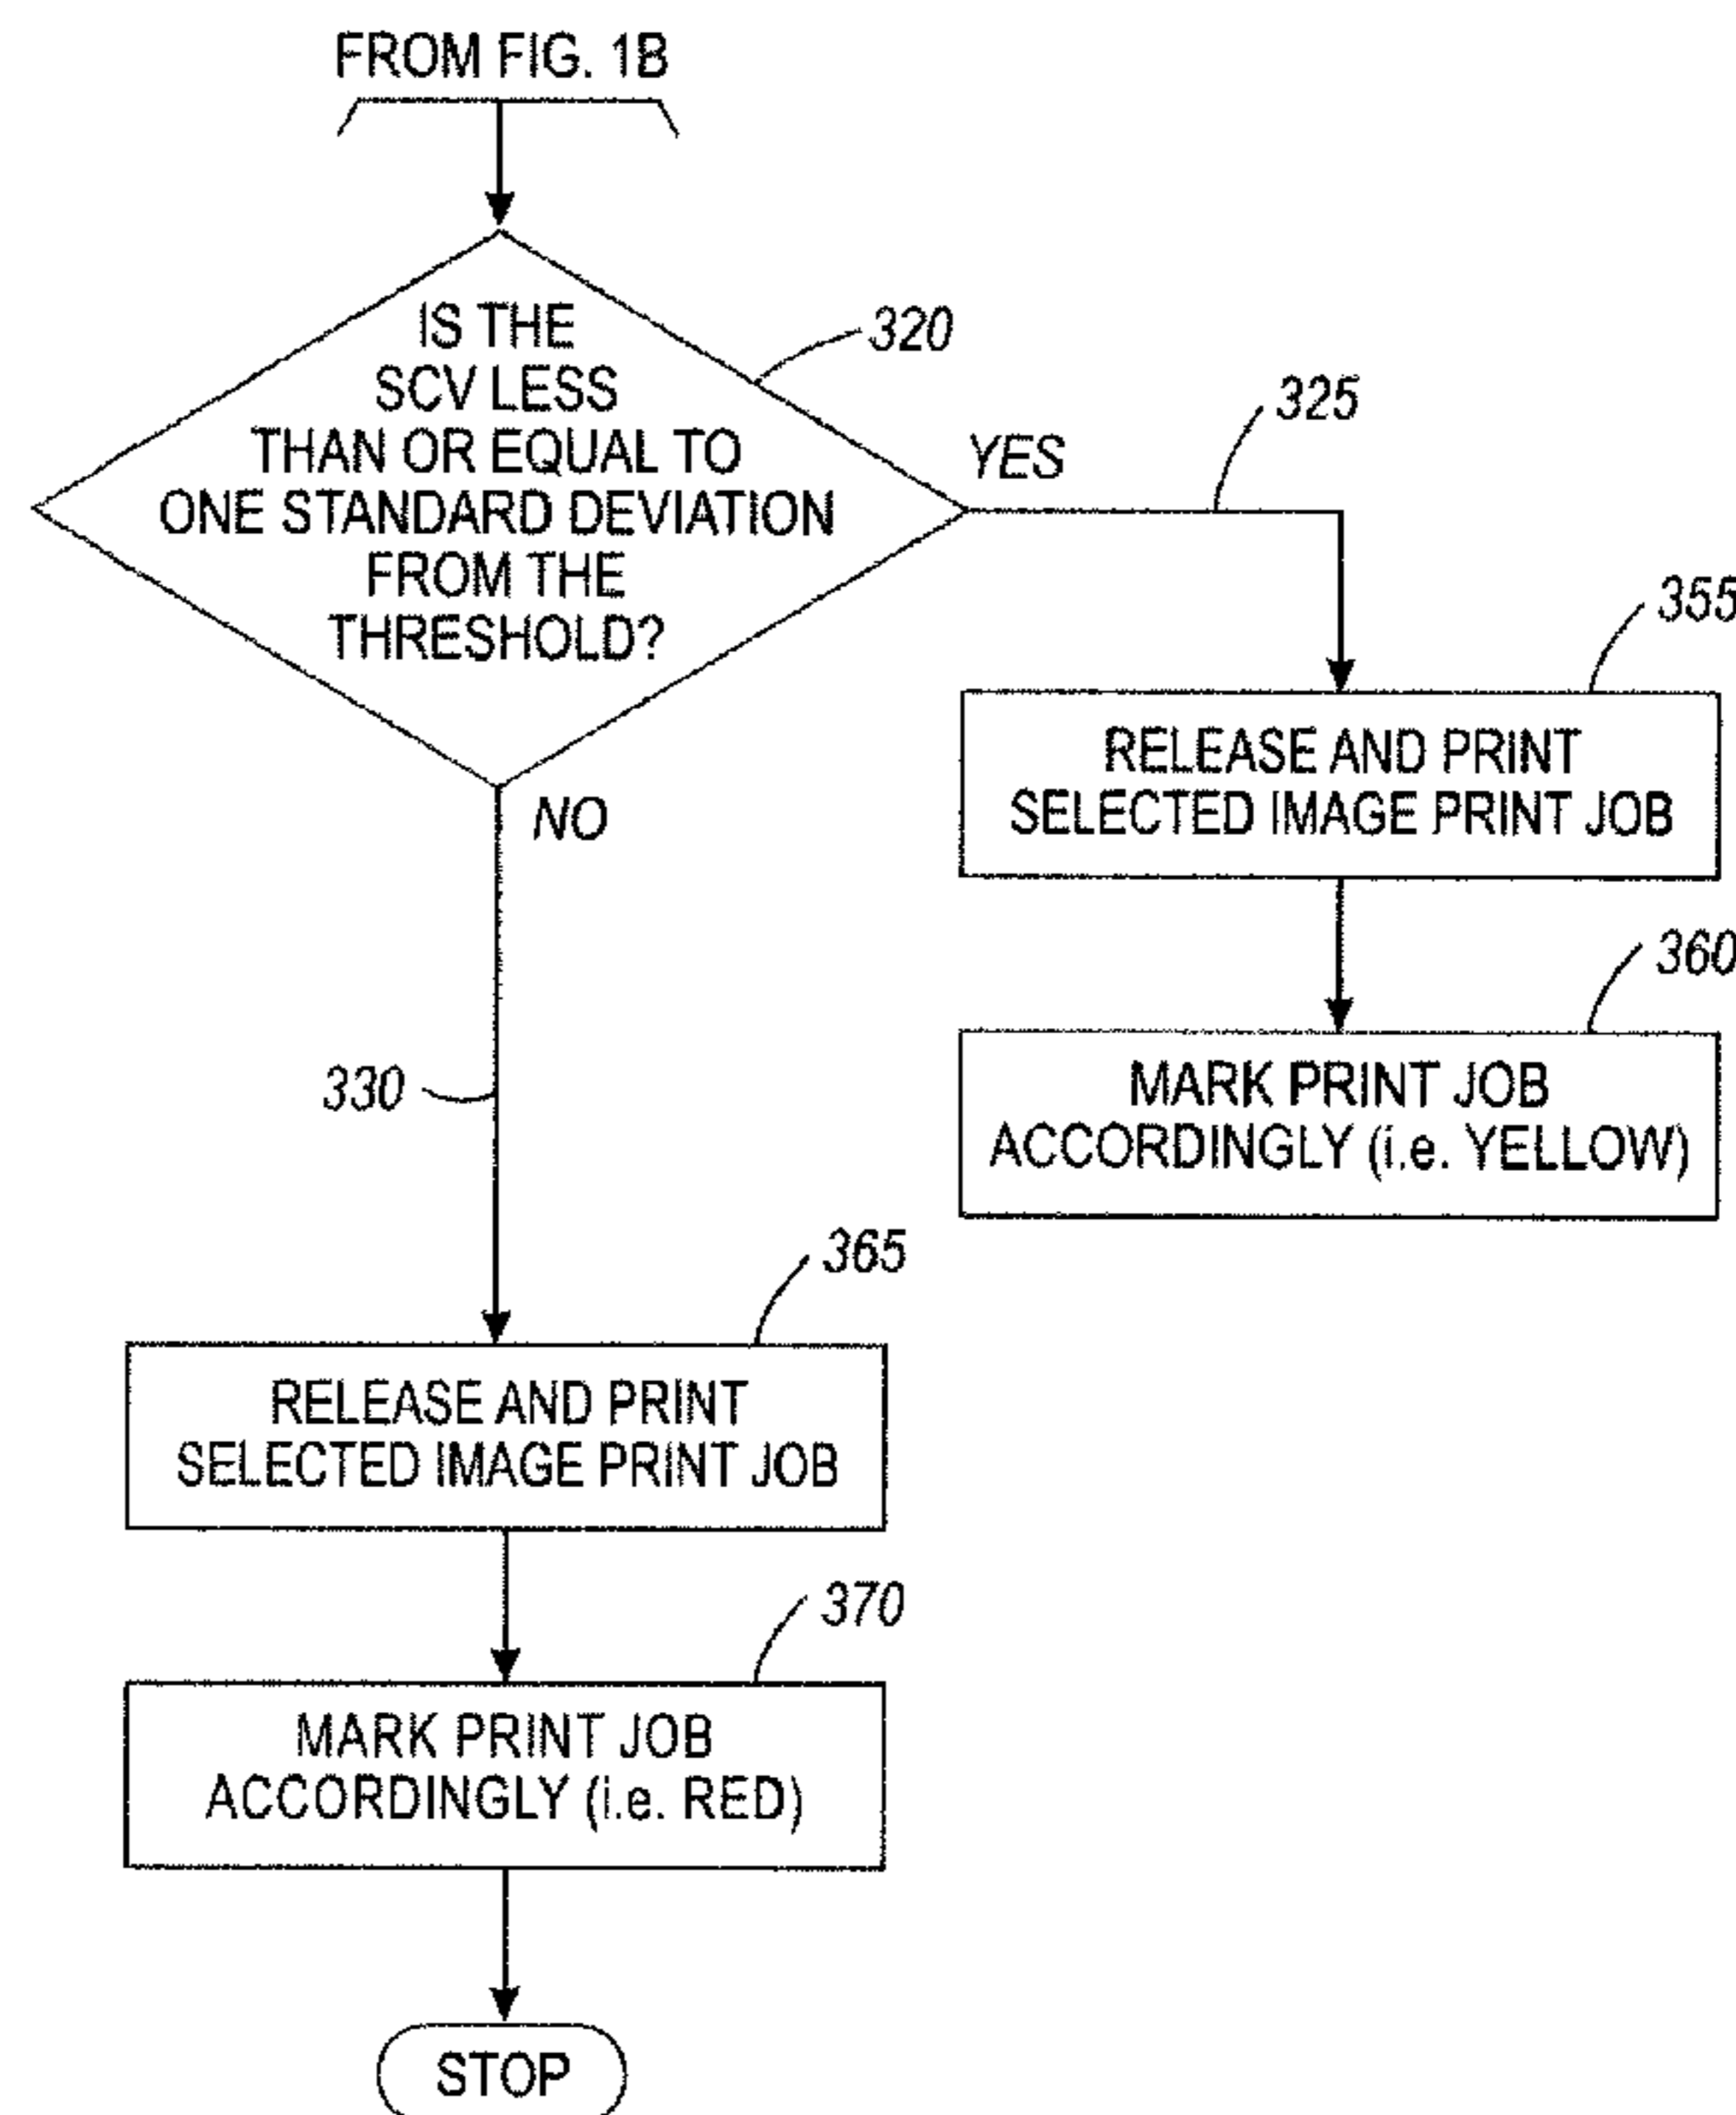 FROM FIG. 1B
IS THE
SCV LESS
THAN OR EQUAL TO
ONE STANDARD DEVIATION
FROM THE
THRESHOLD?
320
YES
325
NO
355
RELEASE AND PRINT
SELECTED IMAGE PRINT JOB
360
MARK PRINT JOB
ACCORDINGLY (i.e. YELLOW)
330
365
RELEASE AND PRINT
SELECTED IMAGE PRINT JOB
370
MARK PRINT JOB
ACCORDINGLY (i.e. RED)
STOP